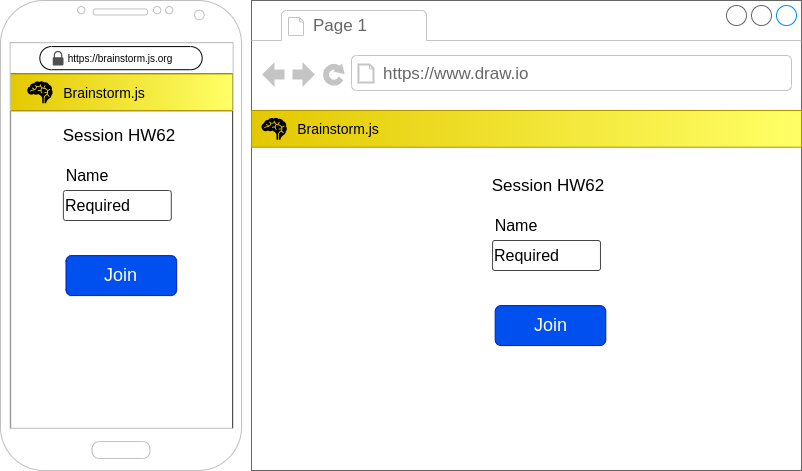 https://brainstorm.js.org
Brainstorm.js
Session HW62
Name
Required
Join
Page 1
https://www.draw.io
Brainstorm.js
Session HW62
Name
Required
Join